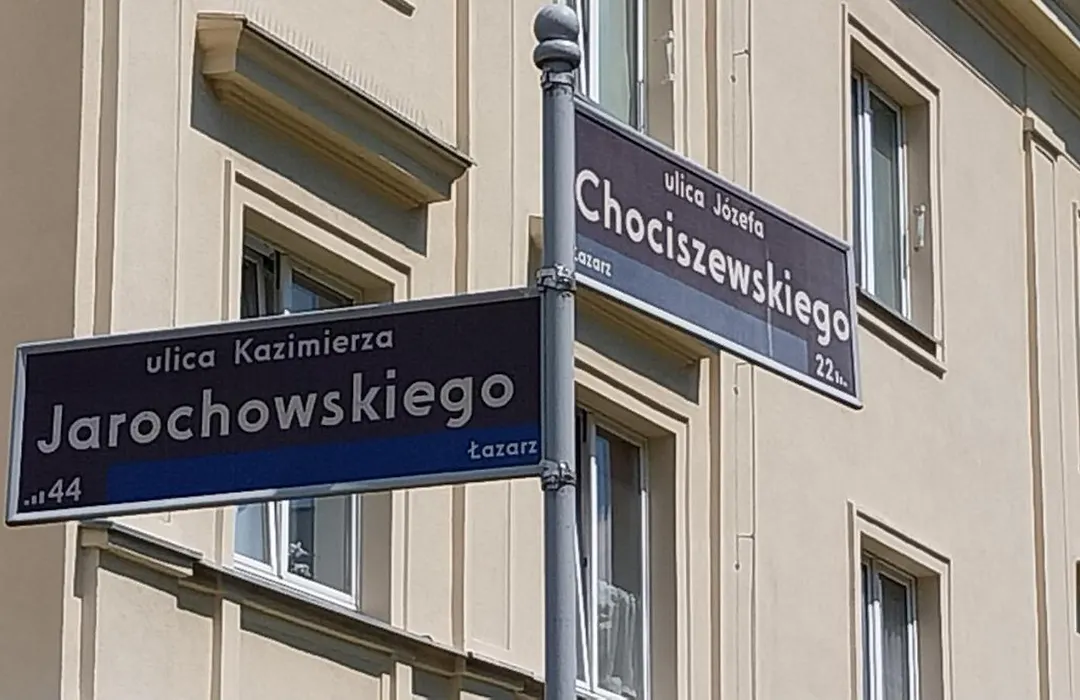 ulica Kazimierza
Jarochowskiego
Łazarz
44
ulica Józefa
Chociszewskiego
Łazarz
22